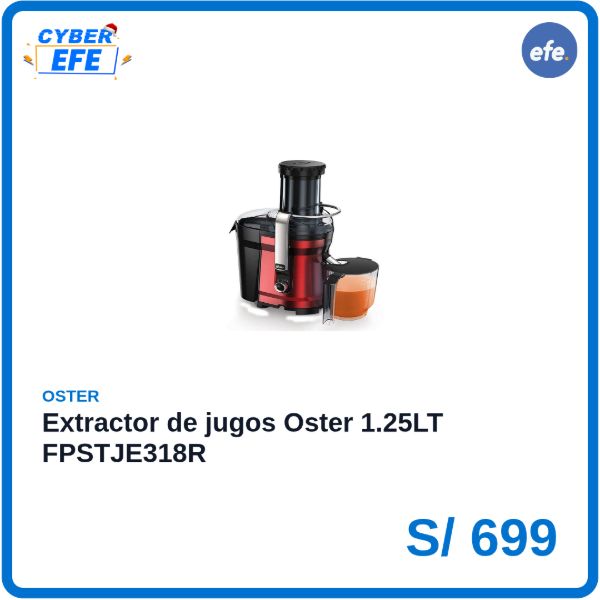 CYBER
EFE
efe.
OSTER
Extractor de jugos Oster 1.25LT
FPSTJE318R
S/ 699